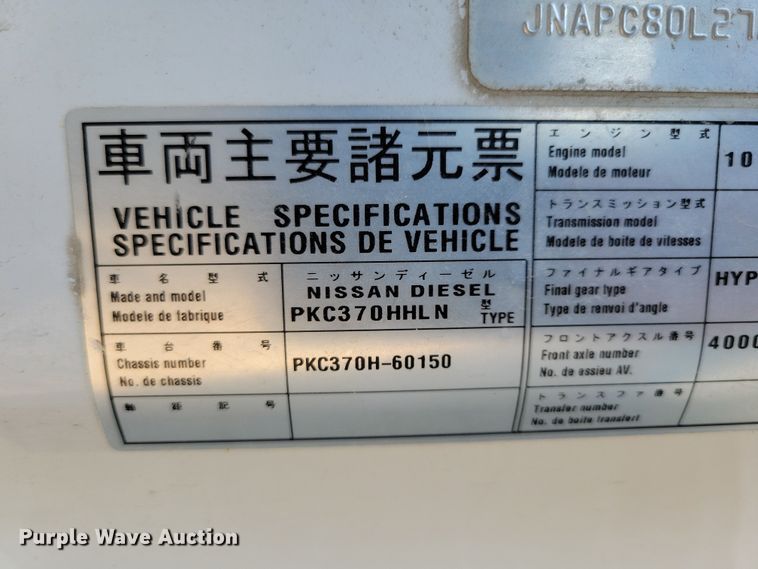 JNAPC80L27
車両主要諸元票
VEHICLE SPECIFICATIONS
SPECIFICATIONS DE VEHICLE
車名型式
Made and model
Modele de fabrique
ニッサンディーゼル
NISSAN DIESEL
PKC370HHLN 型 TYPE
車台番号
Chassis number
No. de chassis
PKC370H-60150
エンジン型式
Engine model
Modele de moteur
10
トランスミッション型式
Transmission model
Modele de boite de vitesses
ファイナルギアタイプ
Final gear type
Type de renvoi d'angle
HYP
フロントアクスル番号
Front axle number
No. de essieu AV.
4000
トランスファ番号
Transfer number
No. de boite transfert
Purple Wave Auction